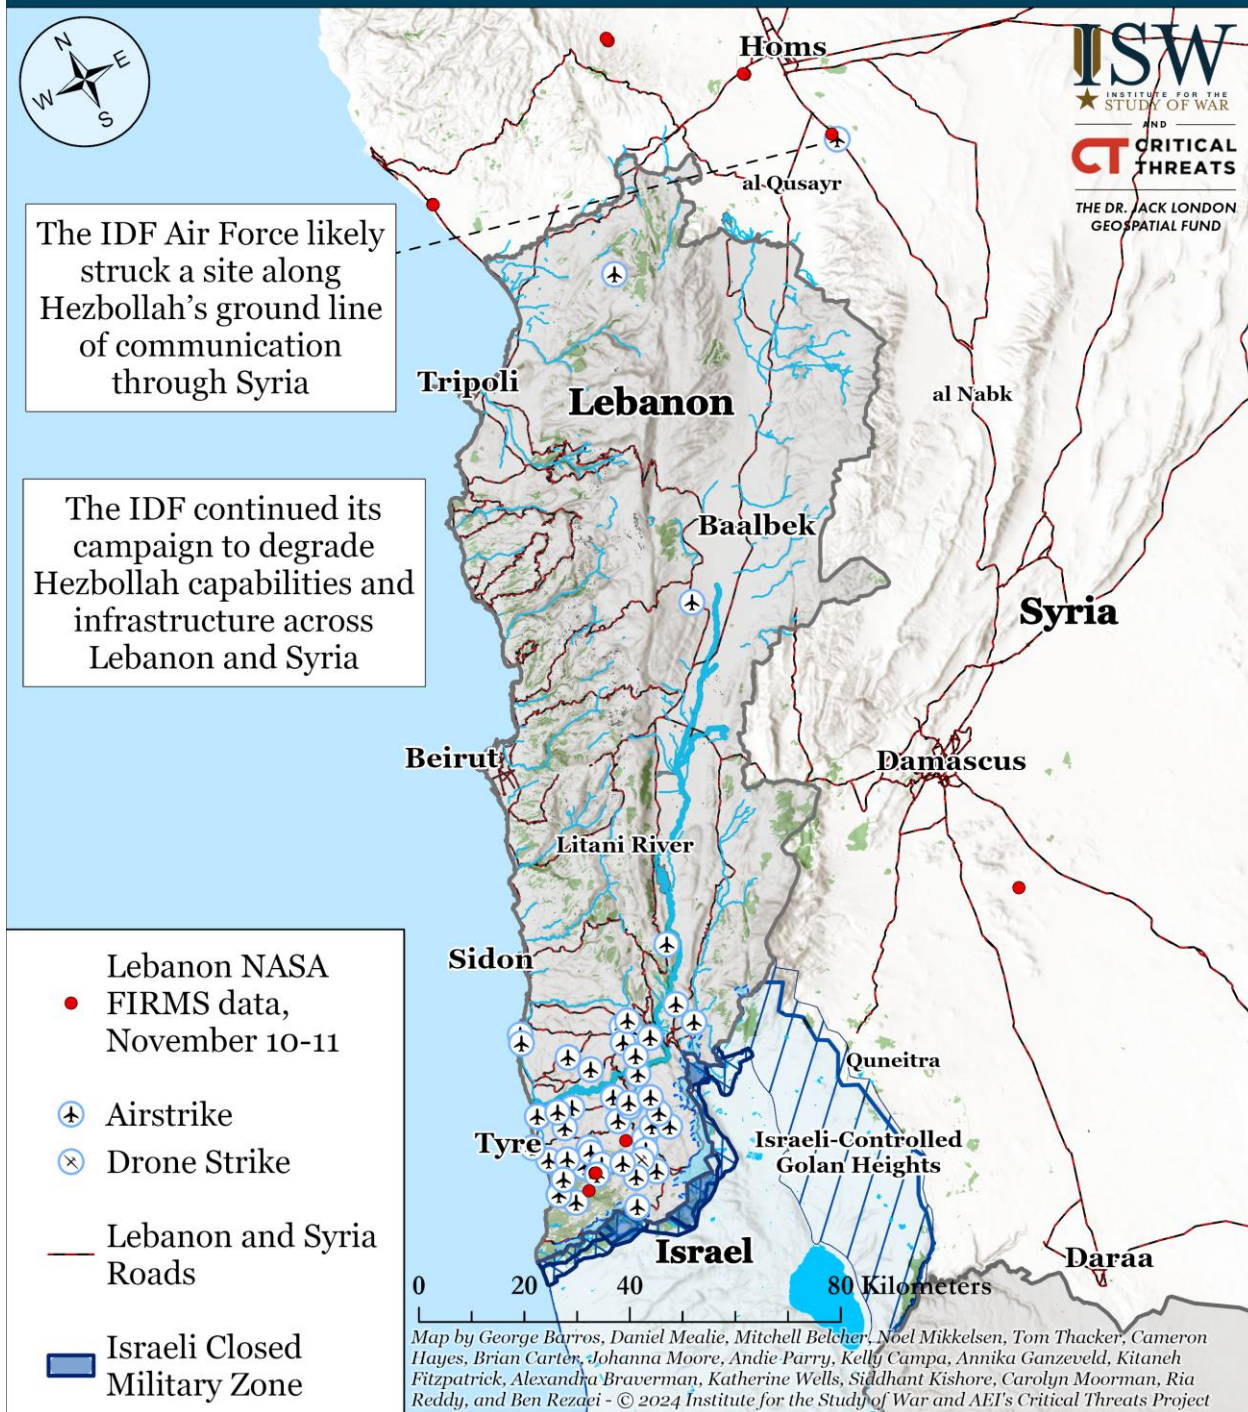 N
E
W
S
Homs
ISW
INSTITUTE FOR THE
STUDY OF WAR
AND
CT CRITICAL
THREATS
THE DR. JACK LONDON
GEOSPATIAL FUND
al Qusayr
The IDF Air Force likely
struck a site along
Hezbollah's ground line
of communication
through Syria
Tripoli
Lebanon
al Nabk
The IDF continued its
campaign to degrade
Hezbollah capabilities and
infrastructure across
Lebanon and Syria
Baalbek
Syria
Beirut
Damascus
Litani River
Sidon
Quneitra
Israeli-Controlled
Golan Heights
Tyre
Israel
Daraa
Lebanon NASA
FIRMS data,
November 10-11
Airstrike
Drone Strike
Lebanon and Syria
Roads
Israeli Closed
Military Zone
0 20 40 80 Kilometers
Map by George Barros, Daniel Mealie, Mitchell Belcher, Noel Mikkelsen, Tom Thacker, Cameron
Hayes, Brian Carter, Johanna Moore, Andie Parry, Kelly Campa, Annika Ganzeveld, Kitaneh
Fitzpatrick, Alexandra Braverman, Katherine Wells, Siddhant Kishore, Carolyn Moorman, Ria
Reddy, and Ben Rezaei - © 2024 Institute for the Study of War and AEI's Critical Threats Project